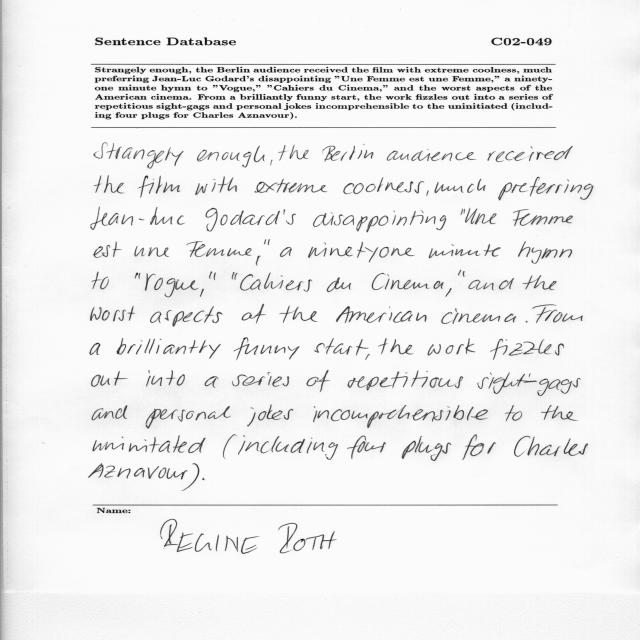 Sentence Database C02-049
Strangely enough, the Berlin audience received the film with extreme coolness, much
preferring Jean-Luc Godard's disappointing "Une Femme est une Femme," a ninety-
one minute hymn to "Vogue," "Cahiers du Cinema," and the worst aspects of the
American cinema. From a brilliantly funny start, the work fizzles out into a series of
repetitious sight-gags and personal jokes incomprehensible to the uninitiated (includ-
ing four plugs for Charles Aznavour).
Strangely enough, the Berlin audience received
the film with extreme coolness, much preferring
Jean-Luc Godard's disappointing "Une Femme
est une Femme," a ninetyone minute hymn
to "Vogue," "Cahiers du Cinema," and the
worst aspects of the American cinema. From
a brilliantly funny start, the work fizzles
out into a series of repetitious sight-gags
and personal jokes incomprehensible to the
uninitated (including four plugs for Charles
Aznavour).
Name:
REGINE ROTH